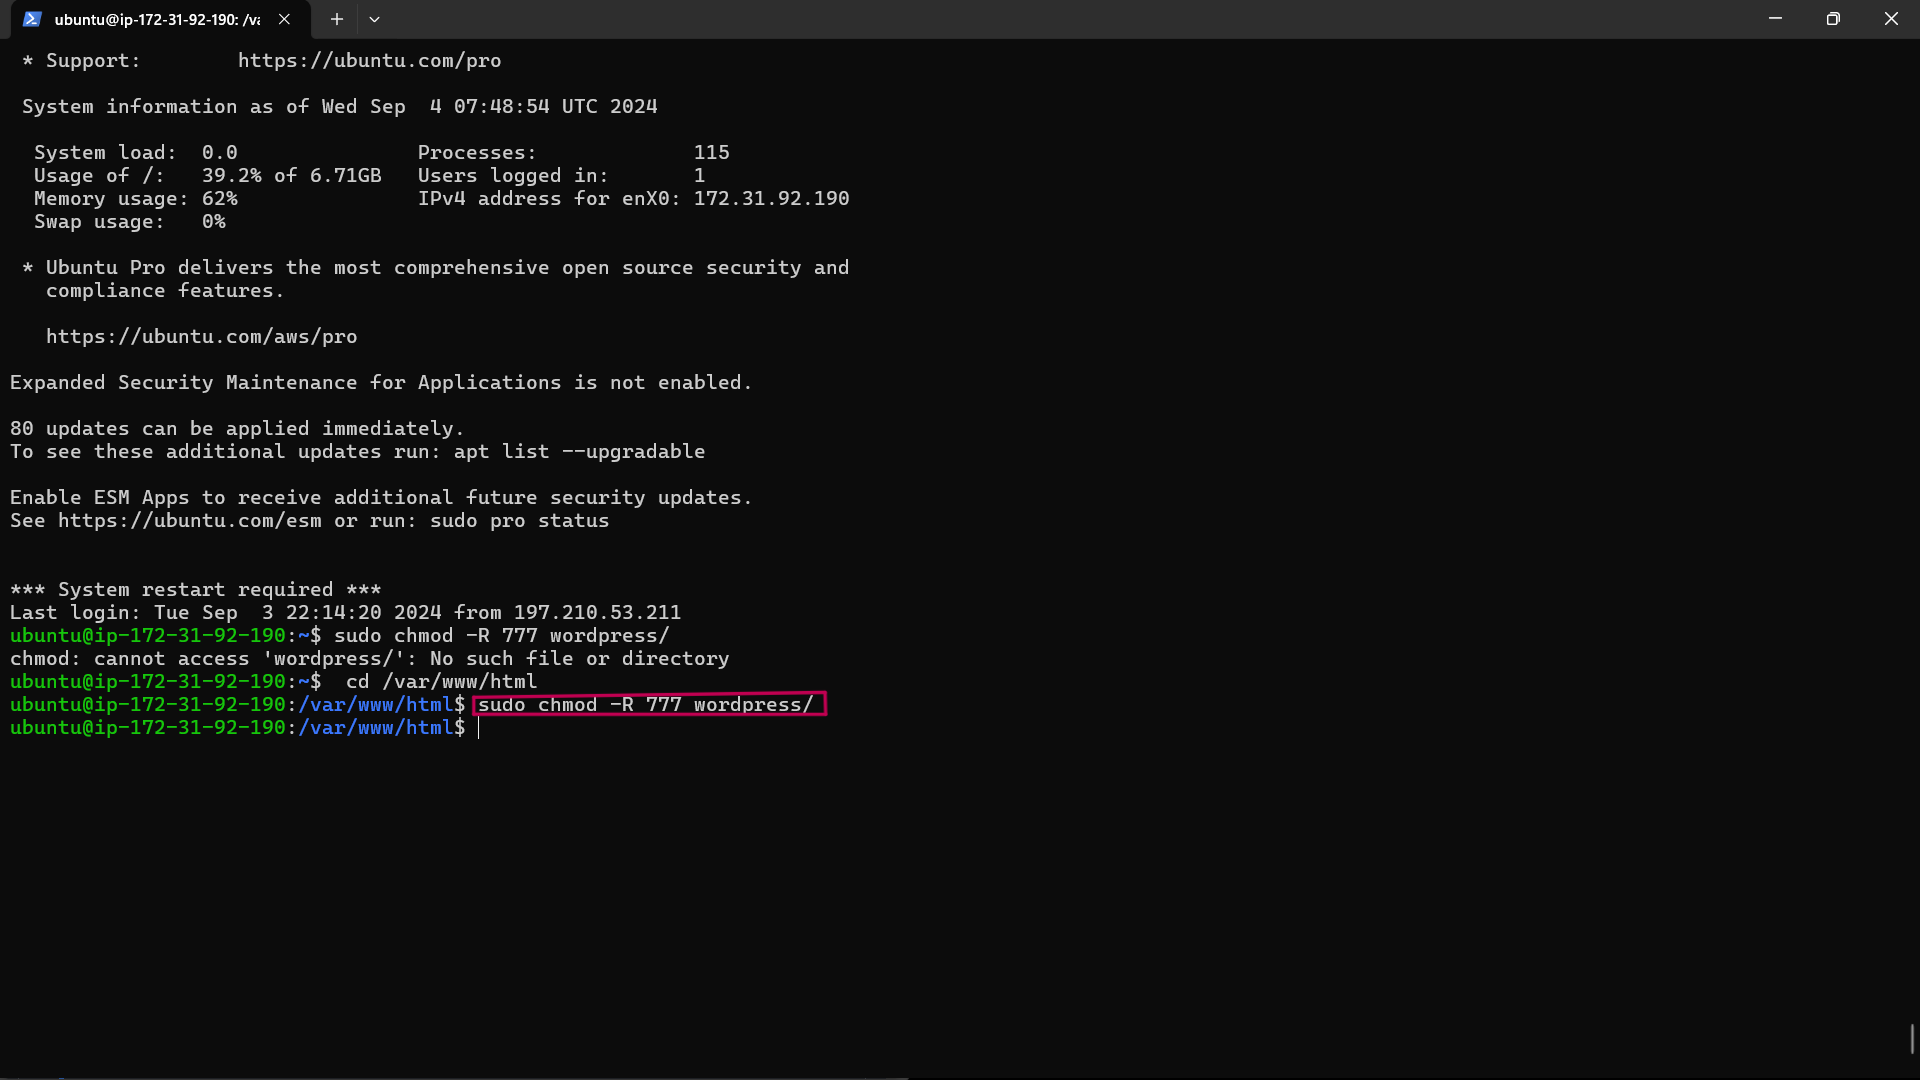 ubuntu@ip-172-31-92-190: /va
* Support:        https://ubuntu.com/pro
System information as of Wed Sep  4 07:48:54 UTC 2024
System load:  0.0               Processes:             115
Usage of /:   39.2% of 6.71GB   Users logged in:       1
Memory usage: 62%               IPv4 address for enX0: 172.31.92.190
Swap usage:   0%
* Ubuntu Pro delivers the most comprehensive open source security and
compliance features.
https://ubuntu.com/aws/pro
Expanded Security Maintenance for Applications is not enabled.
80 updates can be applied immediately.
To see these additional updates run: apt list --upgradable
Enable ESM Apps to receive additional future security updates.
See https://ubuntu.com/esm or run: sudo pro status
*** System restart required ***
Last login: Tue Sep  3 22:14:20 2024 from 197.210.53.211
ubuntu@ip-172-31-92-190:~$ sudo chmod -R 777 wordpress/
chmod: cannot access 'wordpress/': No such file or directory
ubuntu@ip-172-31-92-190:~$  cd /var/www/html
ubuntu@ip-172-31-92-190:/var/www/html$ sudo chmod -R 777 wordpress/
ubuntu@ip-172-31-92-190:/var/www/html$